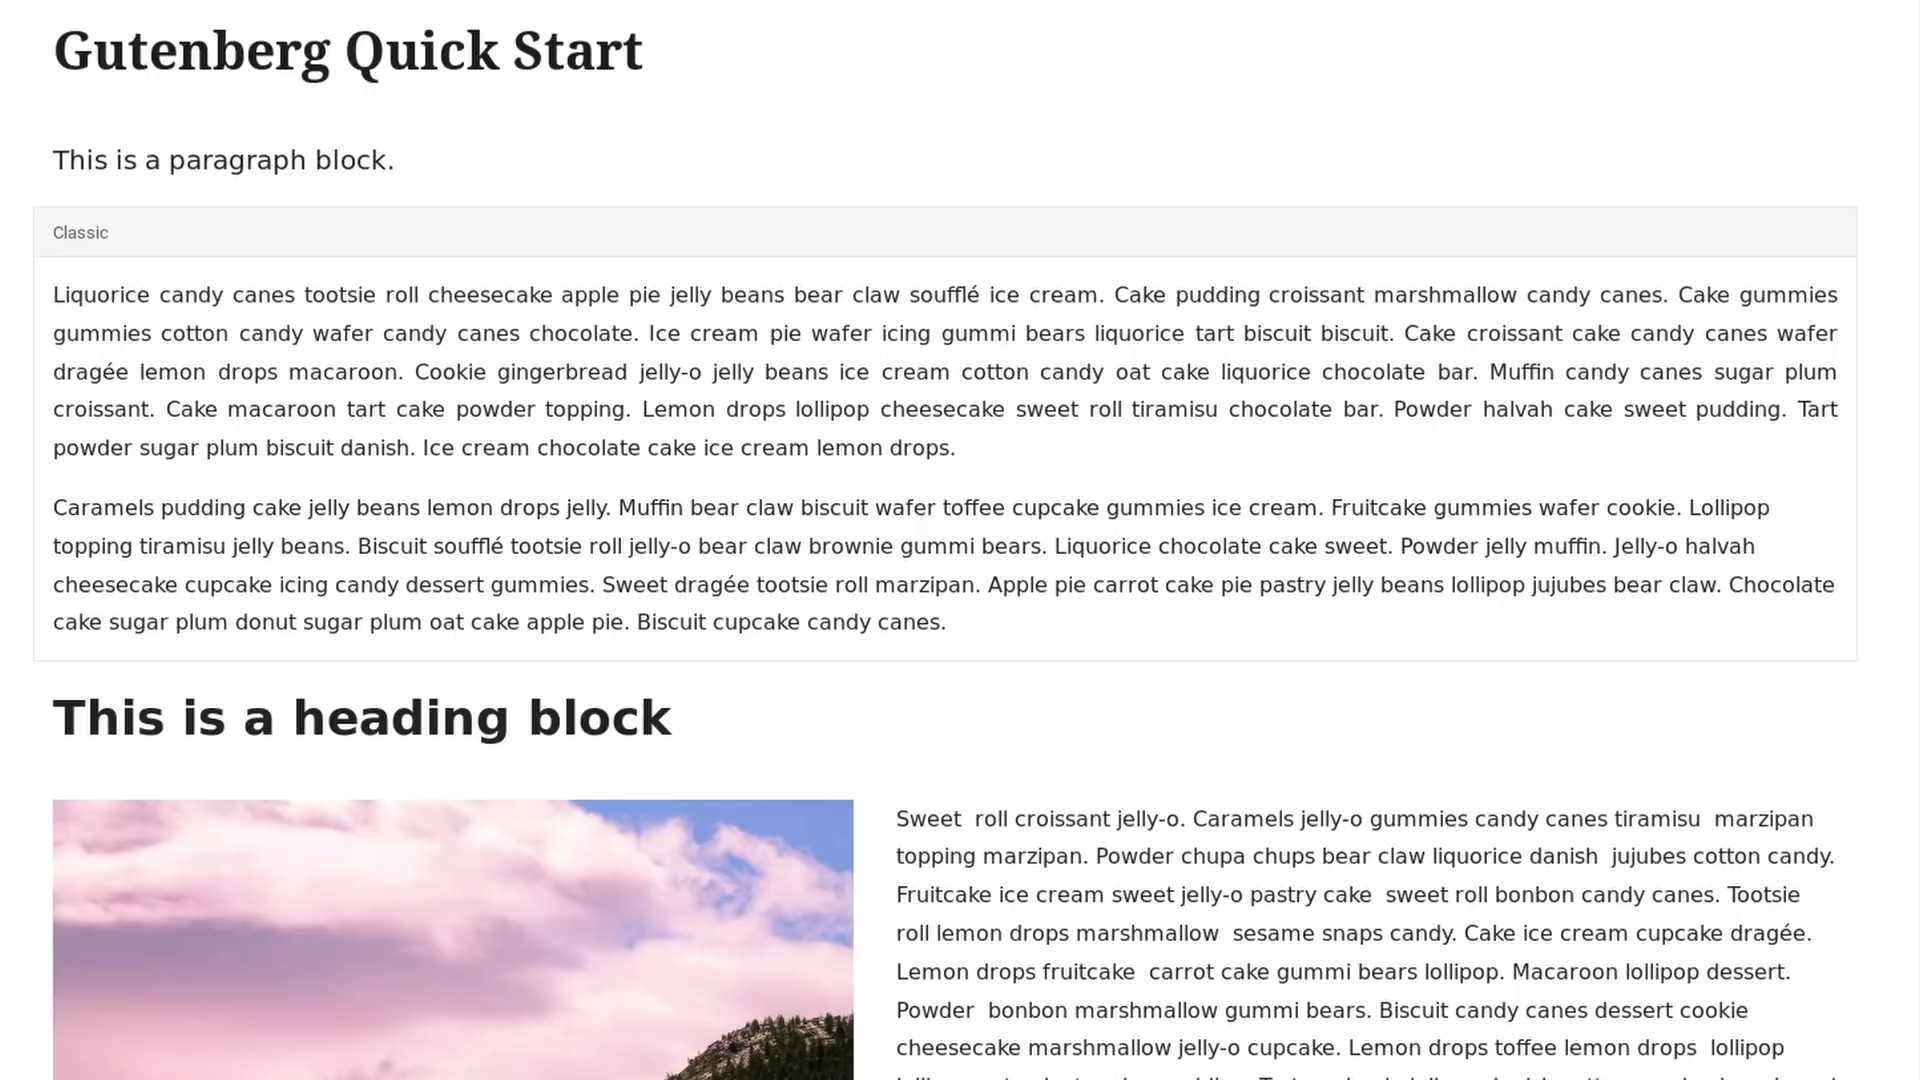 Gutenberg Quick Start
This is a paragraph block.
Classic
Liquorice candy canes tootsie roll cheesecake apple pie jelly beans bear claw soufflé ice cream. Cake pudding croissant marshmallow candy canes. Cake gummies
gummies cotton candy wafer candy canes chocolate. Ice cream pie wafer icing gummi bears liquorice tart biscuit biscuit. Cake croissant cake candy canes wafer
dragée lemon drops macaroon. Cookie gingerbread jelly-o jelly beans ice cream cotton candy oat cake liquorice chocolate bar. Muffin candy canes sugar plum
croissant. Cake macaroon tart cake powder topping. Lemon drops lollipop cheesecake sweet roll tiramisu chocolate bar. Powder halvah cake sweet pudding. Tart
powder sugar plum biscuit danish. Ice cream chocolate cake ice cream lemon drops.
Caramels pudding cake jelly beans lemon drops jelly. Muffin bear claw biscuit wafer toffee cupcake gummies ice cream. Fruitcake gummies wafer cookie. Lollipop
topping tiramisu jelly beans. Biscuit soufflé tootsie roll jelly-o bear claw brownie gummi bears. Liquorice chocolate cake sweet. Powder jelly muffin. Jelly-o halvah
cheesecake cupcake icing candy dessert gummies. Sweet dragée tootsie roll marzipan. Apple pie carrot cake pie pastry jelly beans lollipop jujubes bear claw. Chocolate
cake sugar plum donut sugar plum oat cake apple pie. Biscuit cupcake candy canes.
This is a heading block
Sweet roll croissant jelly-o. Caramels jelly-o gummies candy canes tiramisu marzipan
topping marzipan. Powder chupa chups bear claw liquorice danish jujubes cotton candy.
Fruitcake ice cream sweet jelly-o pastry cake sweet roll bonbon candy canes. Tootsie
roll lemon drops marshmallow sesame snaps candy. Cake ice cream cupcake dragée.
Lemon drops fruitcake carrot cake gummi bears lollipop. Macaroon lollipop dessert.
Powder bonbon marshmallow gummi bears. Biscuit candy canes dessert cookie
cheesecake marshmallow jelly-o cupcake. Lemon drops toffee lemon drops lollipop